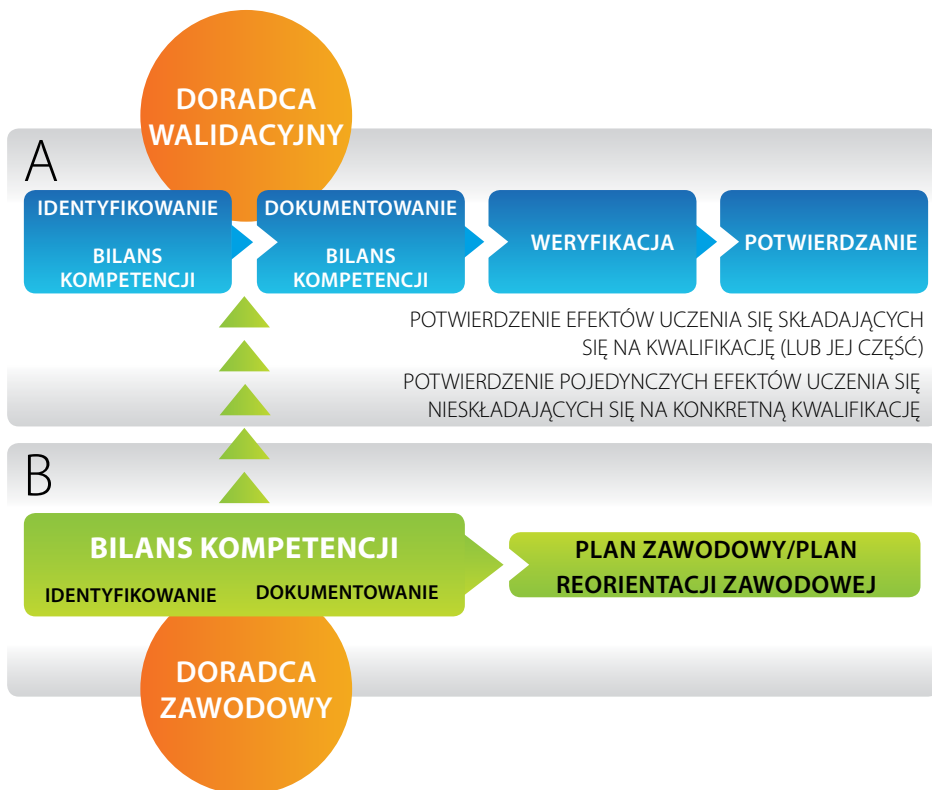 DORADCA
WALIDACYJNY
A
IDENTYFIKOWANIE
BILANS
KOMPETENCJI
DOKUMENTOWANIE
BILANS
KOMPETENCJI
WERYFIKACJA
POTWIERDZANIE
POTWIERDZENIE EFEKTÓW UCZENIA SIĘ SKŁADAJĄCYCH
SIĘ NA KWALIFIKACJĘ (LUB JEJ CZĘŚĆ)
POTWIERDZENIE POJEDYNCZYCH EFEKTÓW UCZENIA SIĘ
NIESKŁADAJĄCYCH SIĘ NA KONKRETNĄ KWALIFIKACJĘ
B
BILANS KOMPETENCJI
IDENTYFIKOWANIE
DOKUMENTOWANIE
PLAN ZAWODOWY/PLAN
REORIENTACJI ZAWODOWEJ
DORADCA
ZAWODOWY